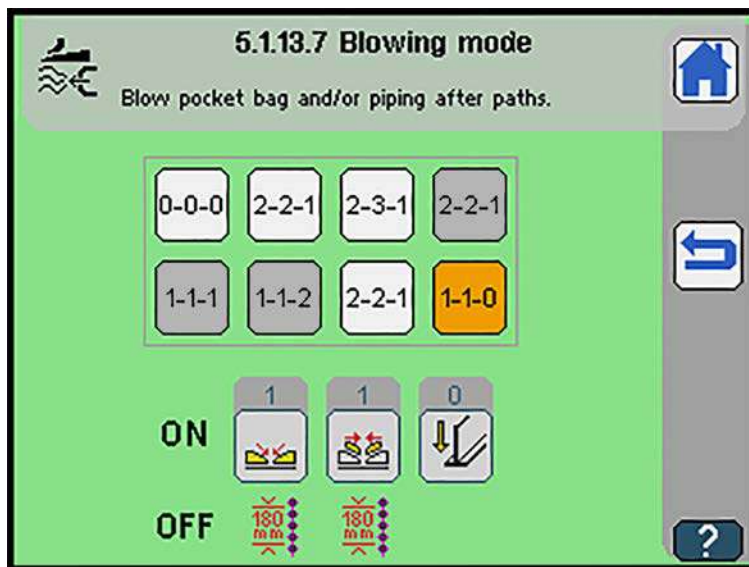 5.1.13.7 Blowing mode
Blow pocket bag and/or piping after paths.
0-0-0 2-2-1 2-3-1 2-2-1
1-1-1 1-1-2 2-2-1 1-1-0
1 1 0
ON
OFF 180 mm 180 mm
?